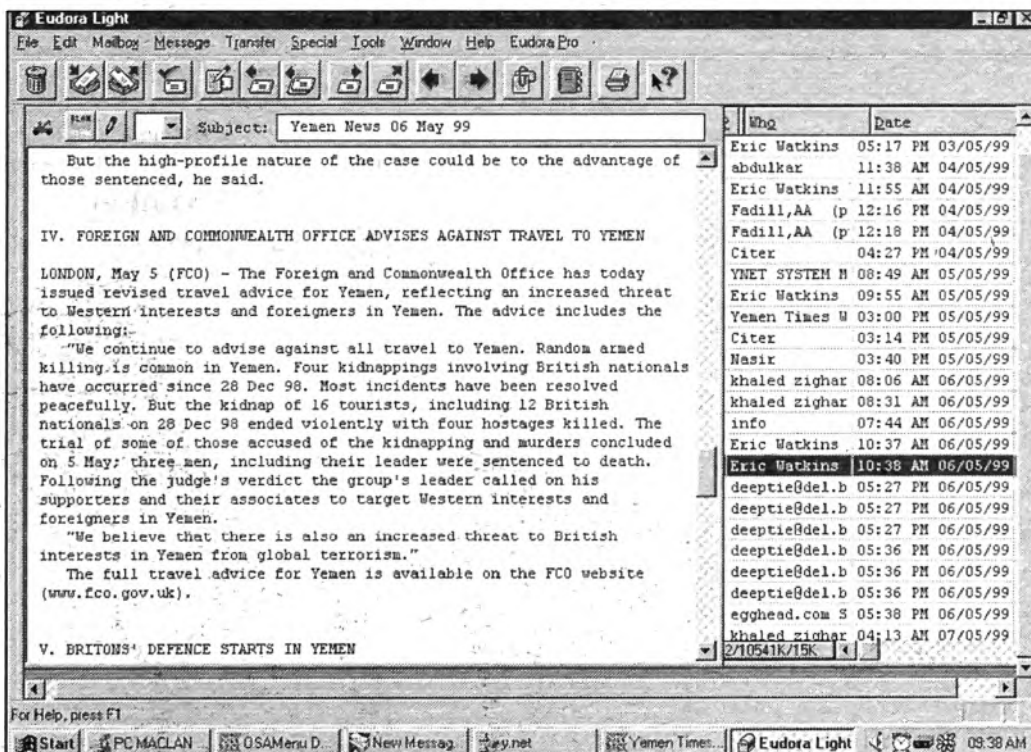 Eudora Light
File Edit Mailbox Message Transfer Special Tools Window Help Eudora Pro
Subject: Yemen News 06 May 99
But the high-profile nature of the case could be to the advantage of
those sentenced, he said.
IV. FOREIGN AND COMMONWEALTH OFFICE ADVISES AGAINST TRAVEL TO YEMEN
LONDON, May 5 (FCO) - The Foreign and Commonwealth Office has today
issued revised travel advice for Yemen, reflecting an increased threat
to Western interests and foreigners in Yemen. The advice includes the
following:-
"We continue to advise against all travel to Yemen. Random armed
killing is common in Yemen. Four kidnappings involving British nationals
have occurred since 28 Dec 98. Most incidents have been resolved
peacefully. But the kidnap of 16 tourists, including 12 British
nationals on 28 Dec 98 ended violently with four hostages killed. The
trial of some of those accused of the kidnapping and murders concluded
on 5 May; three men, including their leader were sentenced to death.
Following the judge's verdict the group's leader called on his
supporters and their associates to target Western interests and
foreigners in Yemen.
"We believe that there is also an increased threat to British
interests in Yemen from global terrorism."
The full travel advice for Yemen is available on the FCO website
(www.fco.gov.uk).
V. BRITONS' DEFENCE STARTS IN YEMEN
Who Date
Eric Watkins 05:17 PM 03/05/99
abdulkar 11:38 AM 04/05/99
Eric Watkins 11:55 AM 04/05/99
Fadill,AA (p 12:16 PM 04/05/99
Fadill,AA (p 12:18 PM 04/05/99
Citer 04:27 PM 04/05/99
YNET SYSTEM M 08:49 AM 05/05/99
Eric Watkins 09:55 AM 05/05/99
Yemen Times W 03:00 PM 05/05/99
Citer 03:14 PM 05/05/99
Nasir 03:40 PM 05/05/99
khaled zighar 08:06 AM 06/05/99
khaled zighar 08:31 AM 06/05/99
info 07:44 AM 06/05/99
Eric Watkins 10:37 AM 06/05/99
Eric Watkins 10:38 AM 06/05/99
deeptie@del.b 05:27 PM 06/05/99
deeptie@del.b 05:27 PM 06/05/99
deeptie@del.b 05:27 PM 06/05/99
deeptie@del.b 05:36 PM 06/05/99
deeptie@del.b 05:36 PM 06/05/99
deeptie@del.b 05:36 PM 06/05/99
egghead.com S 05:38 PM 06/05/99
khaled zighar 04:13 AM 07/05/99
2/10541K/15K
For Help, press F1
Start PC MACLAN ... OSAMenu D... New Messag... y.net Yemen Times... Eudora Light 09:38 AM